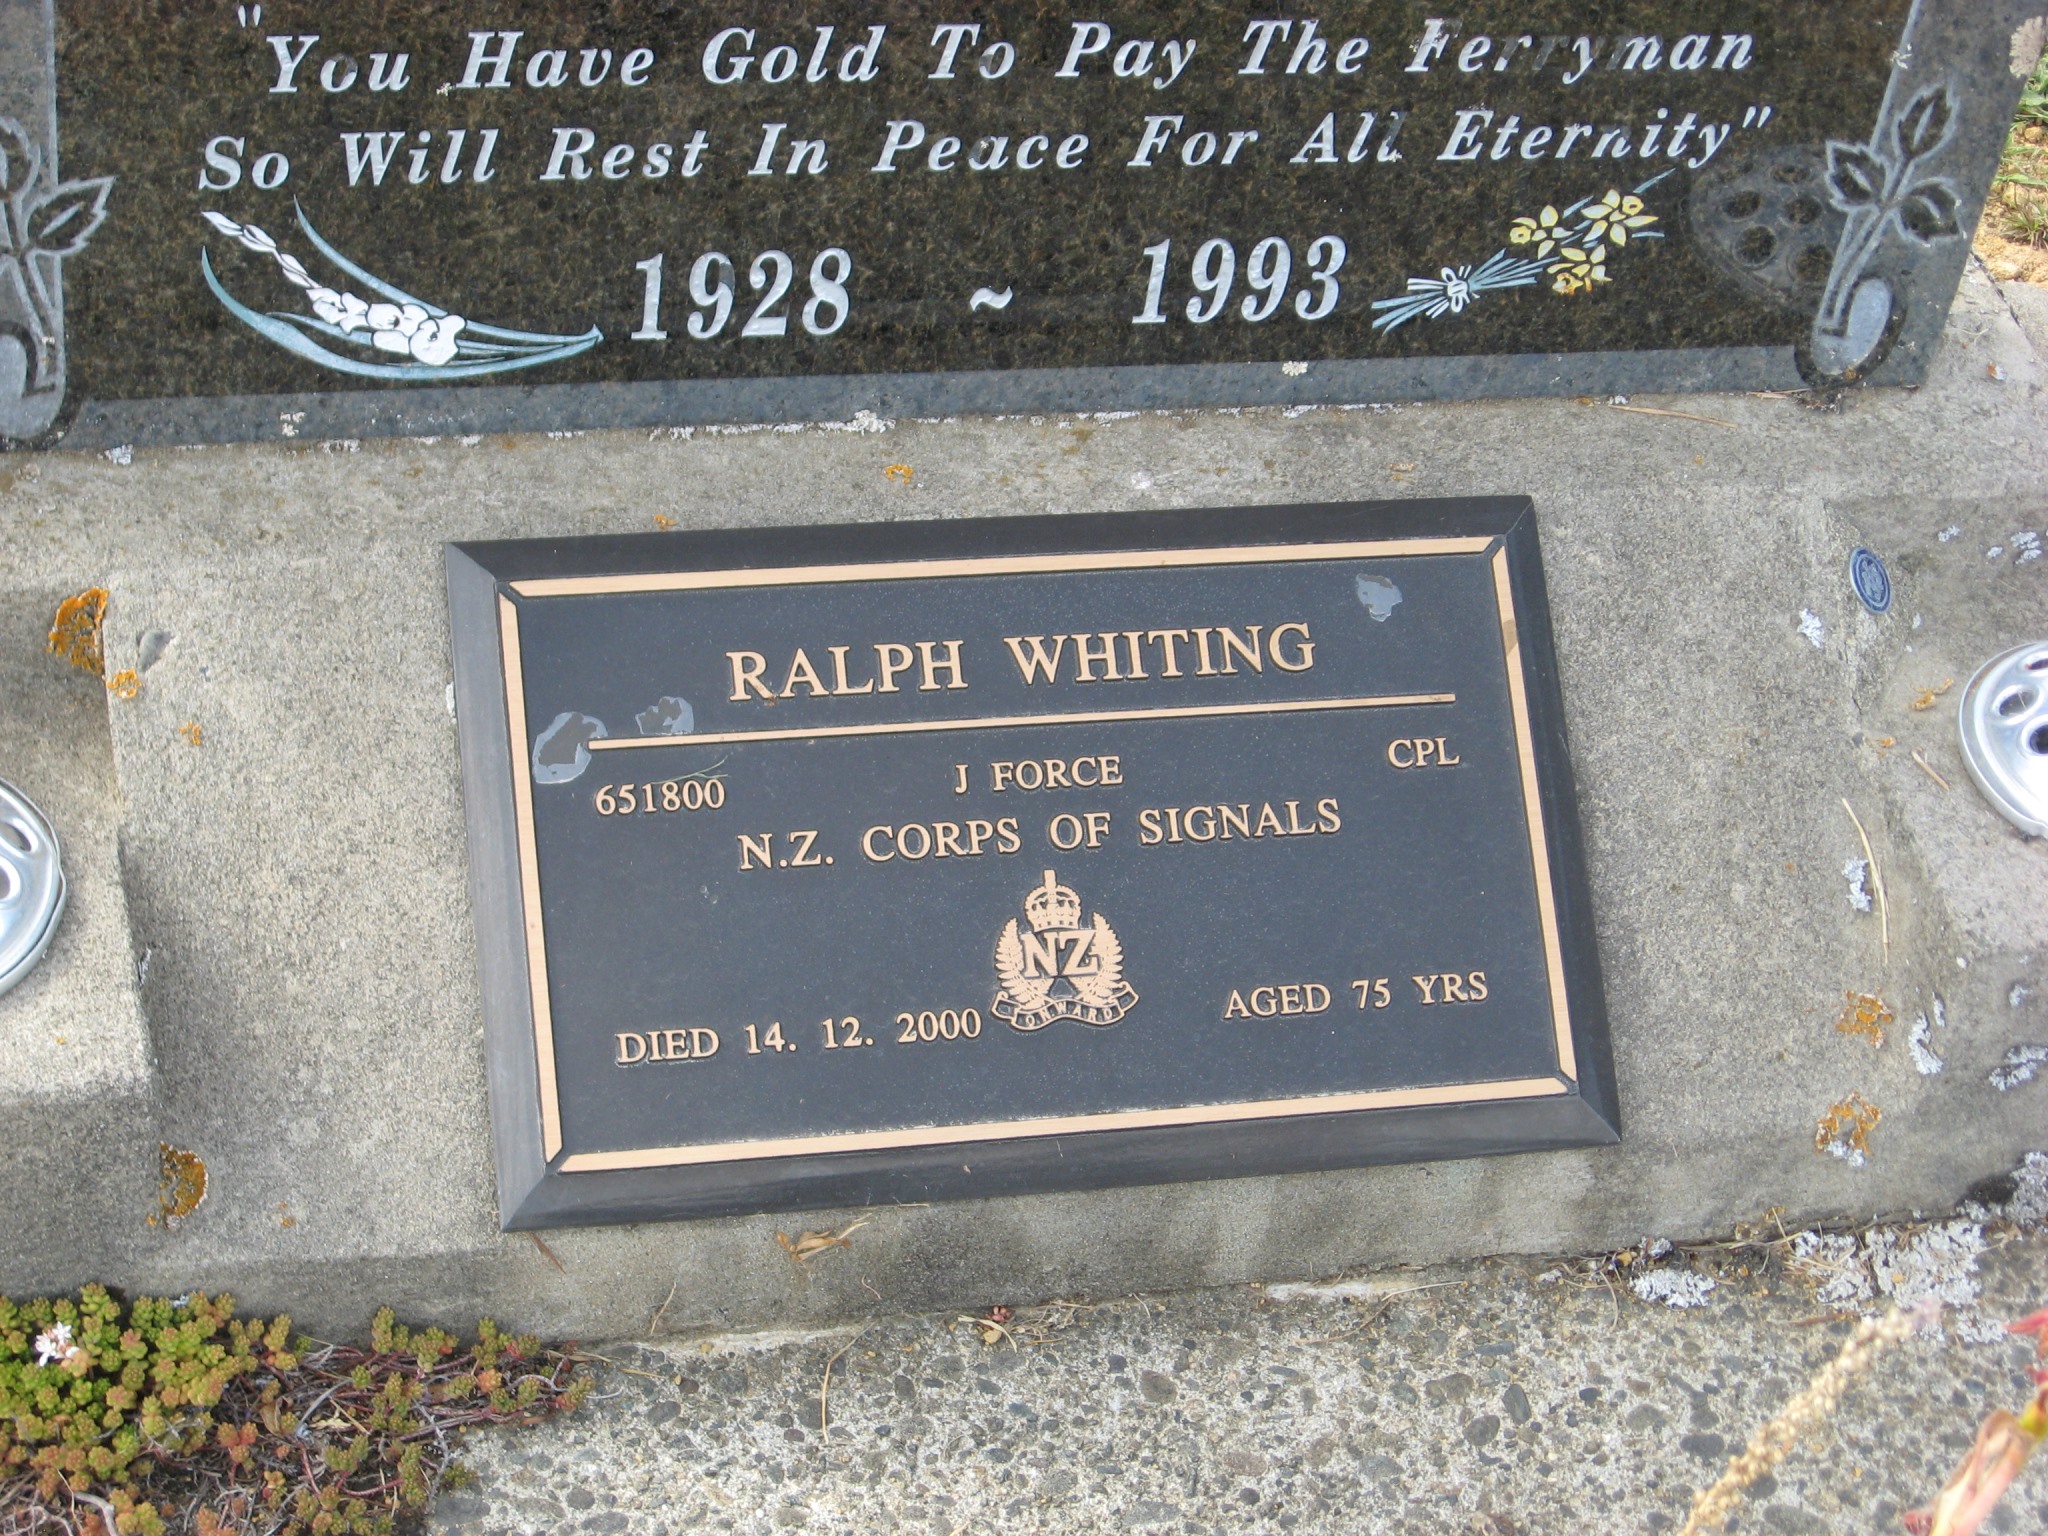 "You Have Gold To Pay The Ferryman
So Will Rest In Peace For All Eternity"
1928 ~ 1993
RALPH WHITING
651800 J FORCE CPL
N.Z. CORPS OF SIGNALS
NZ
ONWARD
DIED 14. 12. 2000 AGED 75 YRS